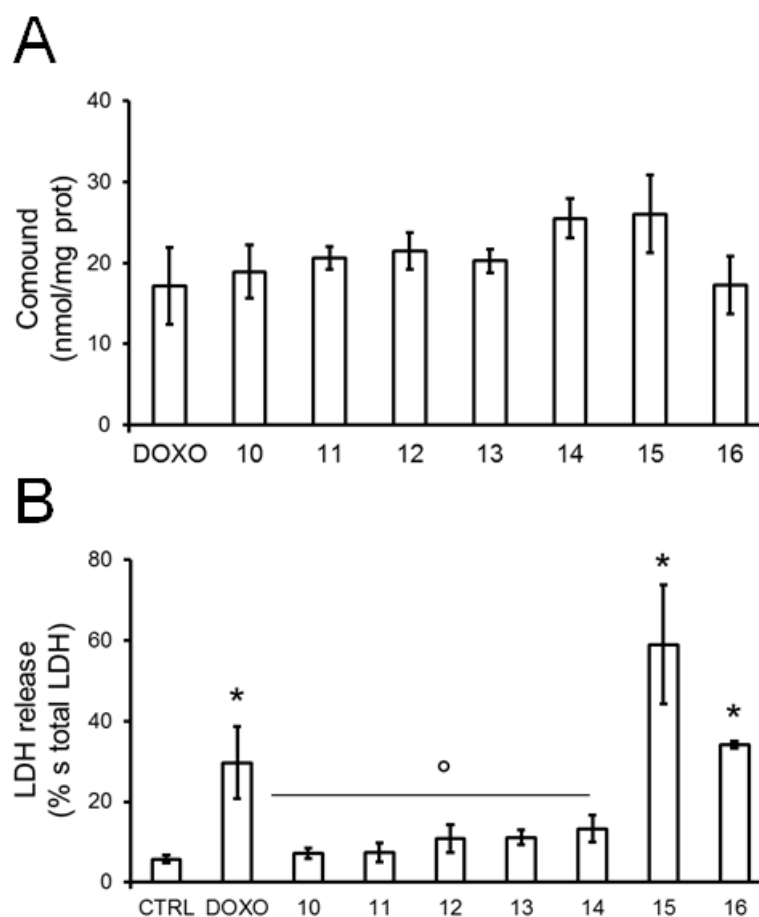 A
40
30
20
10
0
Comound
(nmol/mg prot)
DOXO 10 11 12 13 14 15 16
B
80
60
40
20
0
LDH release
(% s total LDH)
* ° * *
CTRL DOXO 10 11 12 13 14 15 16